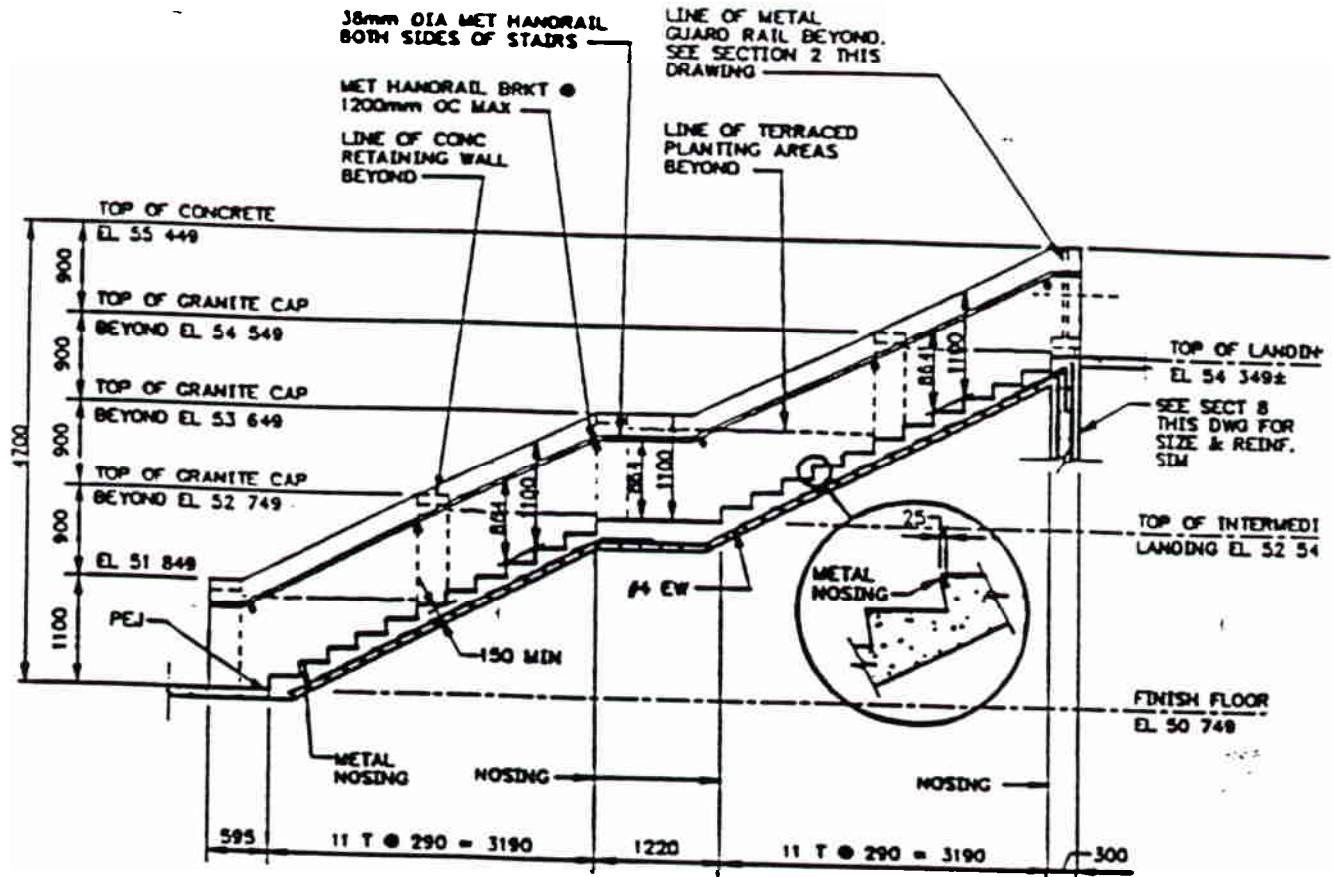 38mm DIA MET HANDRAIL
BOTH SIDES OF STAIRS
LINE OF METAL
GUARD RAIL BEYOND.
SEE SECTION 2 THIS
DRAWING
MET HANDRAIL BRKT @
1200mm OC MAX
LINE OF CONC
RETAINING WALL
BEYOND
LINE OF TERRACED
PLANTING AREAS
BEYOND
TOP OF CONCRETE
EL 55 449
900
TOP OF GRANITE CAP
BEYOND EL 54 549
900
TOP OF GRANITE CAP
BEYOND EL 53 649
900
TOP OF GRANITE CAP
BEYOND EL 52 749
900
EL 51 849
1100
4700
PEJ
864
1100
864
1100
864
1100
TOP OF LANDIN
EL 54 349±
SEE SECT 8
THIS DWG FOR
SIZE & REINF.
SIM
TOP OF INTERMEDI
LANDING EL 52 54
25
METAL
NOSING
#4 EW
150 MIN
FINISH FLOOR
EL 50 749
METAL
NOSING
NOSING
NOSING
595
11 T @ 290 = 3190
1220
11 T @ 290 = 3190
300